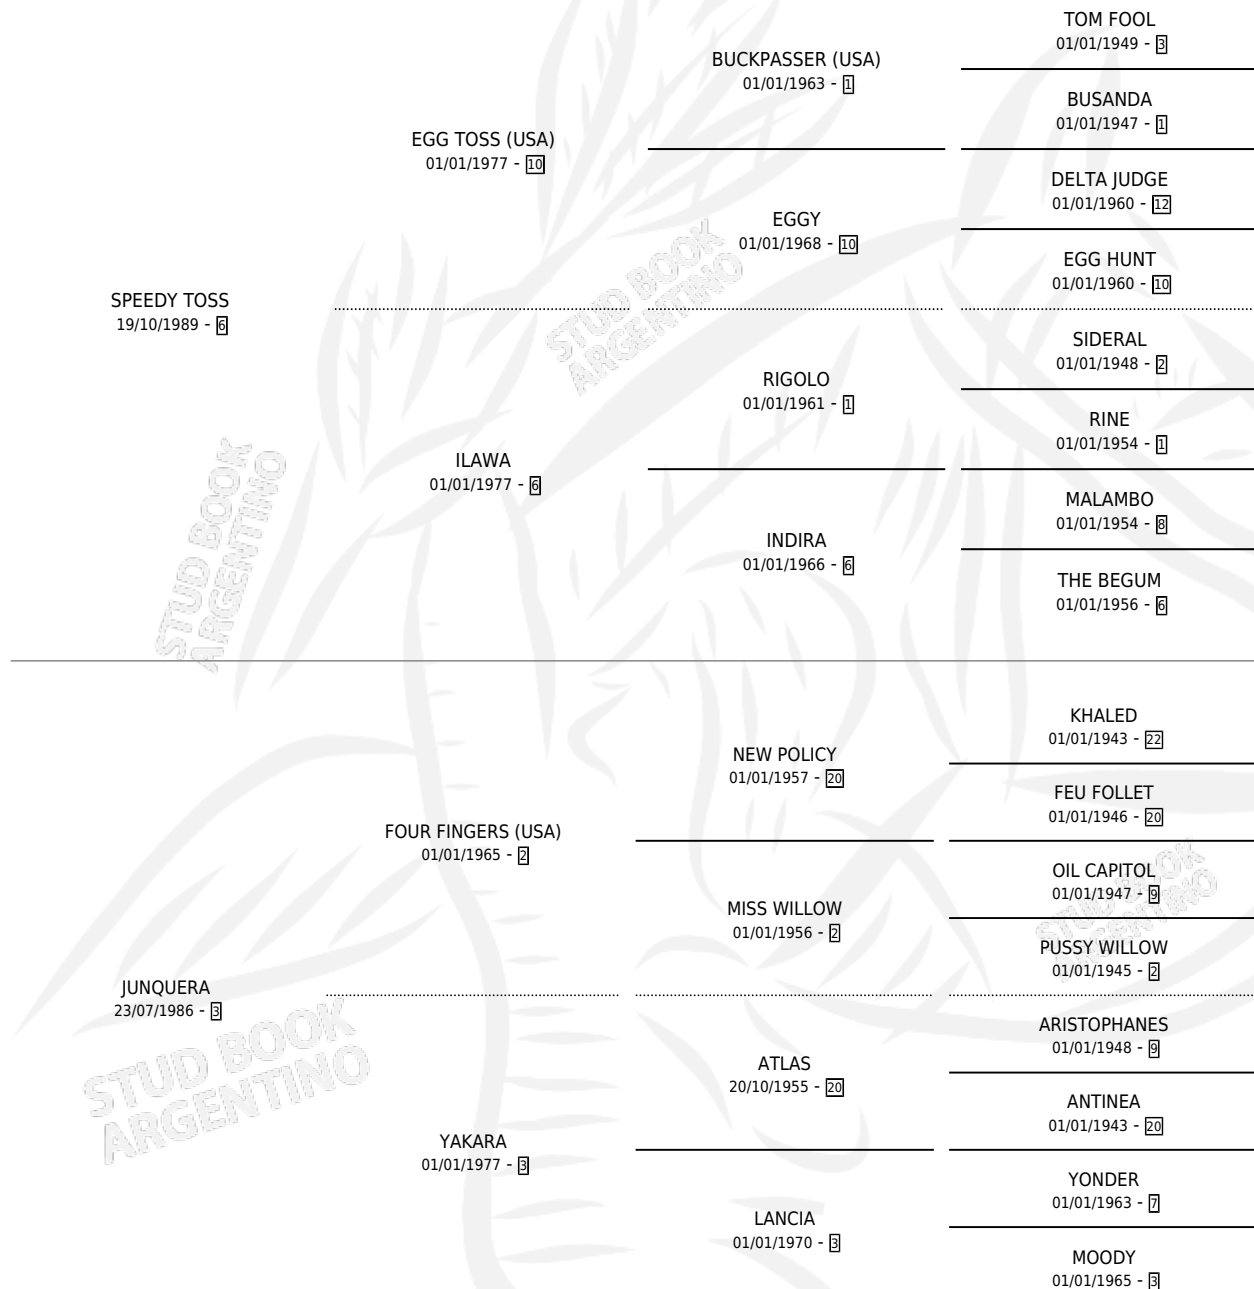 TOM FOOL
01/01/1949 - 3
BUCKPASSER (USA)
01/01/1963 - 1
BUSANDA
01/01/1947 - 1
EGG TOSS (USA)
01/01/1977 - 10
DELTA JUDGE
01/01/1960 - 12
EGGY
01/01/1968 - 10
EGG HUNT
01/01/1960 - 10
SPEEDY TOSS
19/10/1989 - 6
STUD BOOK
ARGENTINO
SIDERAL
01/01/1948 - 2
RIGOLO
01/01/1961 - 1
RINE
01/01/1954 - 1
ILAWA
01/01/1977 - 6
MALAMBO
01/01/1954 - 8
INDIRA
01/01/1966 - 6
THE BEGUM
01/01/1956 - 6
STUD BOOK
ARGENTINO
KHALED
01/01/1943 - 22
NEW POLICY
01/01/1957 - 20
FEU FOLLET
01/01/1946 - 20
FOUR FINGERS (USA)
01/01/1965 - 2
OIL CAPITOL
01/01/1947 - 9
MISS WILLOW
01/01/1956 - 2
PUSSY WILLOW
01/01/1945 - 2
STUD BOOK
ARGENTINO
JUNQUERA
23/07/1986 - 3
STUD BOOK
ARGENTINO
ARISTOPHANES
01/01/1948 - 9
ATLAS
20/10/1955 - 20
ANTINEA
01/01/1943 - 20
YAKARA
01/01/1977 - 3
YONDER
01/01/1963 - 7
LANCIA
01/01/1970 - 3
MOODY
01/01/1965 - 3